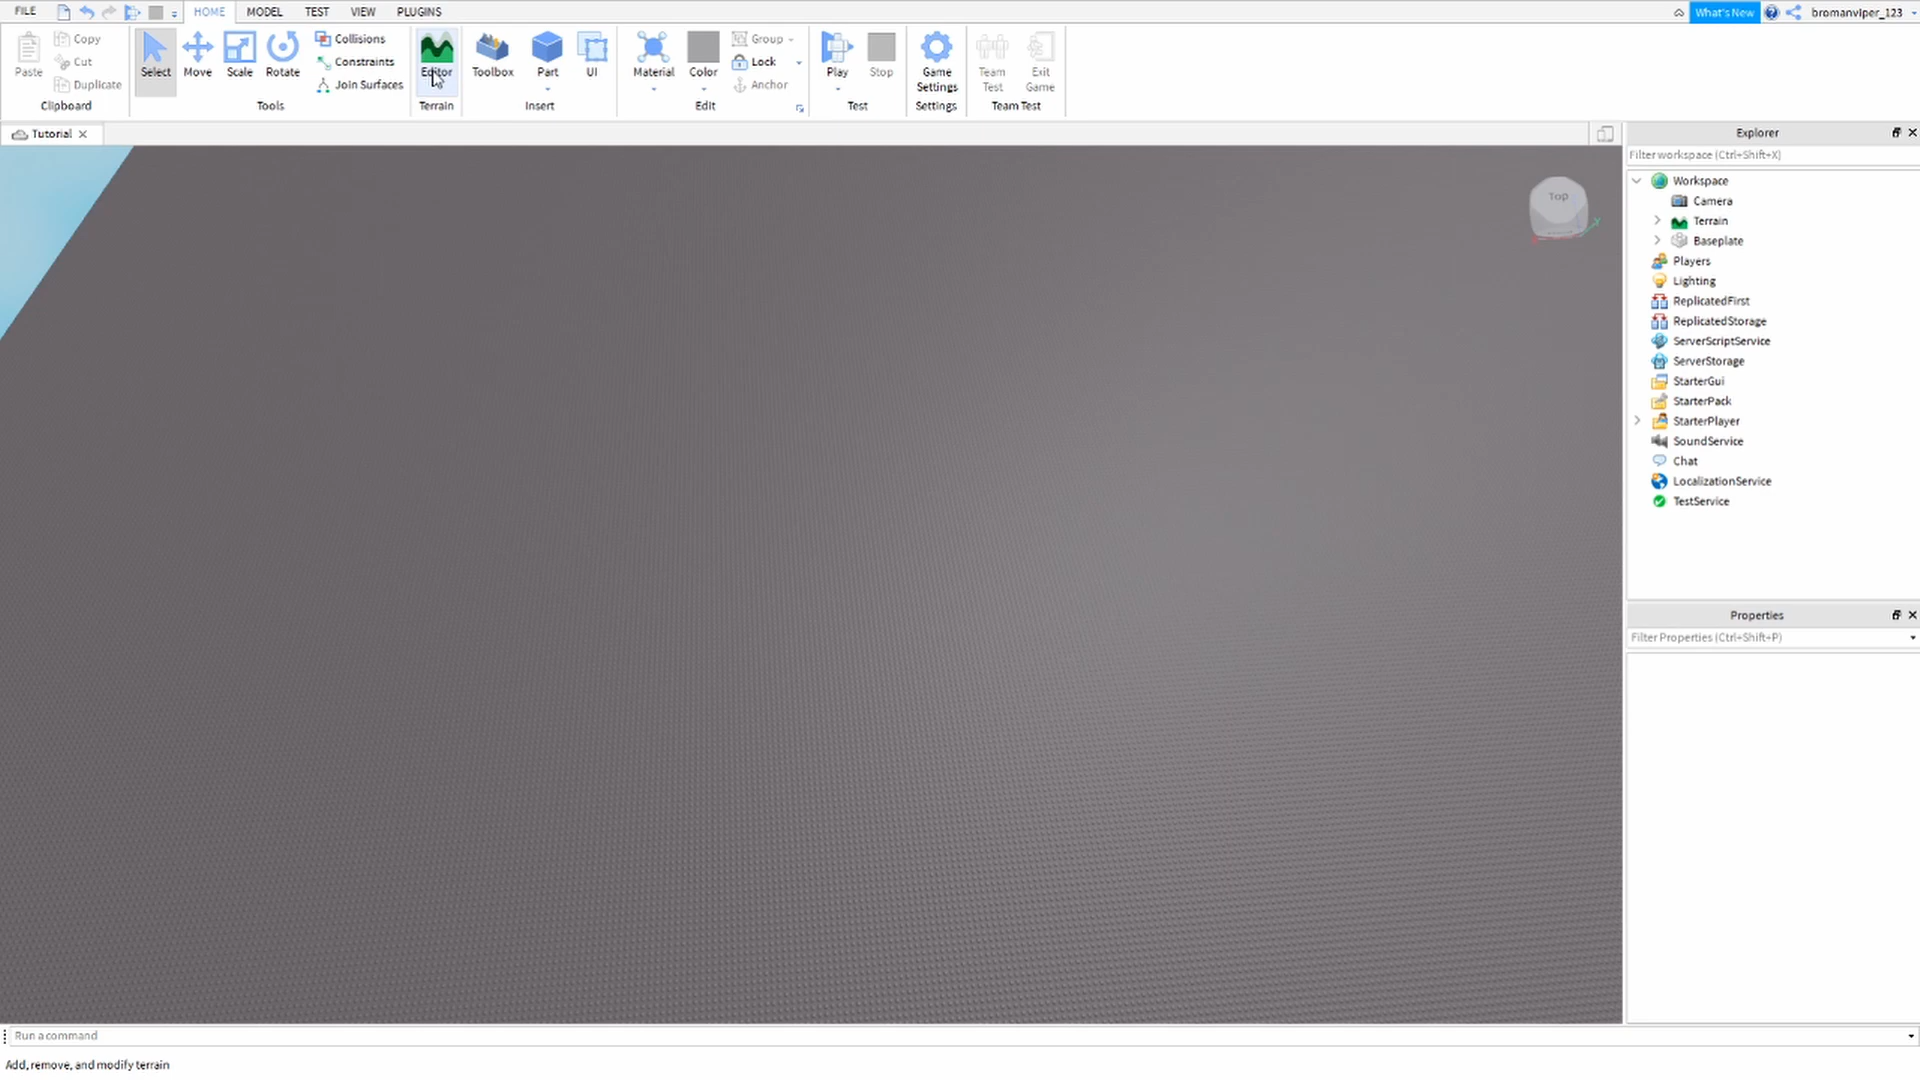 FILE HOME MODEL TEST VIEW PLUGINS What's New bromanviper_123
Paste Copy Cut Duplicate Clipboard
Select Move Scale Rotate Collisions Constraints Join Surfaces Tools
Editor Terrain
Toolbox Part UI Insert
Material Color Group Lock Anchor Edit
Play Stop Test
Game Settings Settings
Team Test Exit Game Team Test
Tutorial
Top
Explorer
Filter workspace (Ctrl+Shift+X)
Workspace
Camera
Terrain
Baseplate
Players
Lighting
ReplicatedFirst
ReplicatedStorage
ServerScriptService
ServerStorage
StarterGui
StarterPack
StarterPlayer
SoundService
Chat
LocalizationService
TestService
Properties
Filter Properties (Ctrl+Shift+P)
Run a command
Add, remove, and modify terrain